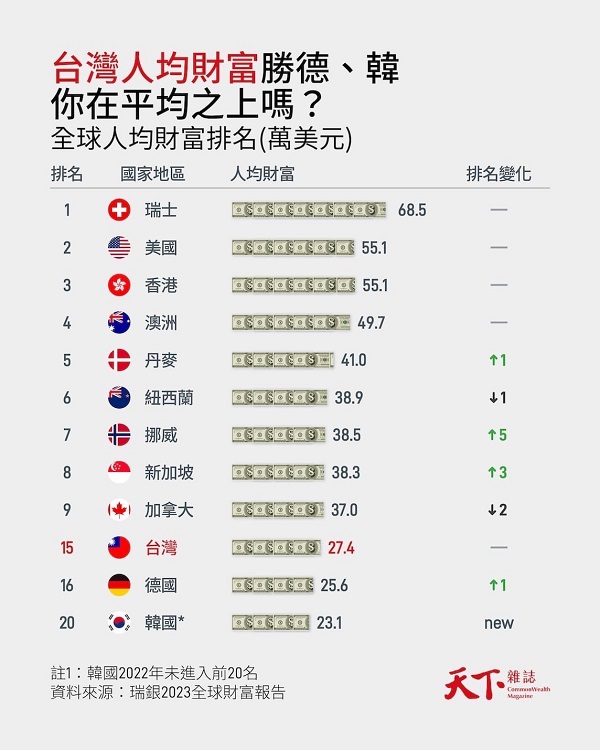 台灣人均財富勝德、韓
你在平均之上嗎？
全球人均財富排名(萬美元)
排名 國家地區 人均財富 排名變化
1 瑞士 68.5 —
2 美國 55.1 —
3 香港 55.1 —
4 澳洲 49.7 —
5 丹麥 41.0 ↑1
6 紐西蘭 38.9 ↓1
7 挪威 38.5 ↑5
8 新加坡 38.3 ↑3
9 加拿大 37.0 ↓2
15 台灣 27.4 —
16 德國 25.6 ↑1
20 韓國* 23.1 new
註1：韓國2022年未進入前20名
資料來源：瑞銀2023全球財富報告
天下雜誌
CommonWealth
Magazine